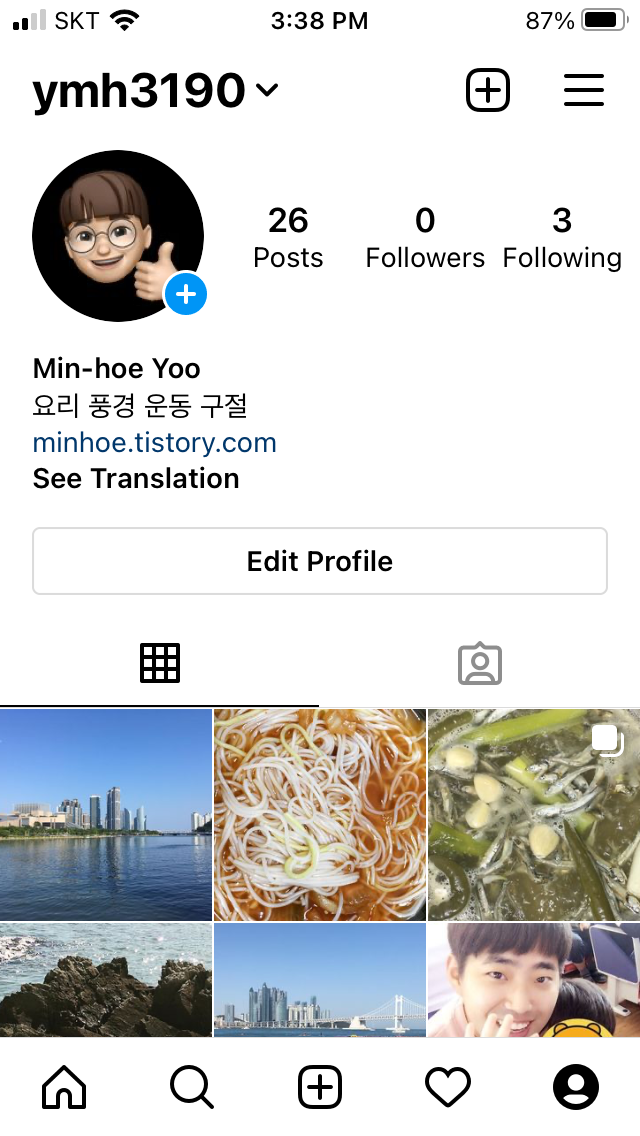 SKT 3:38 PM 87%
ymh3190
26 0 3
Posts Followers Following
Min-hoe Yoo
요리 풍경 운동 구절
minhoe.tistory.com
See Translation
Edit Profile